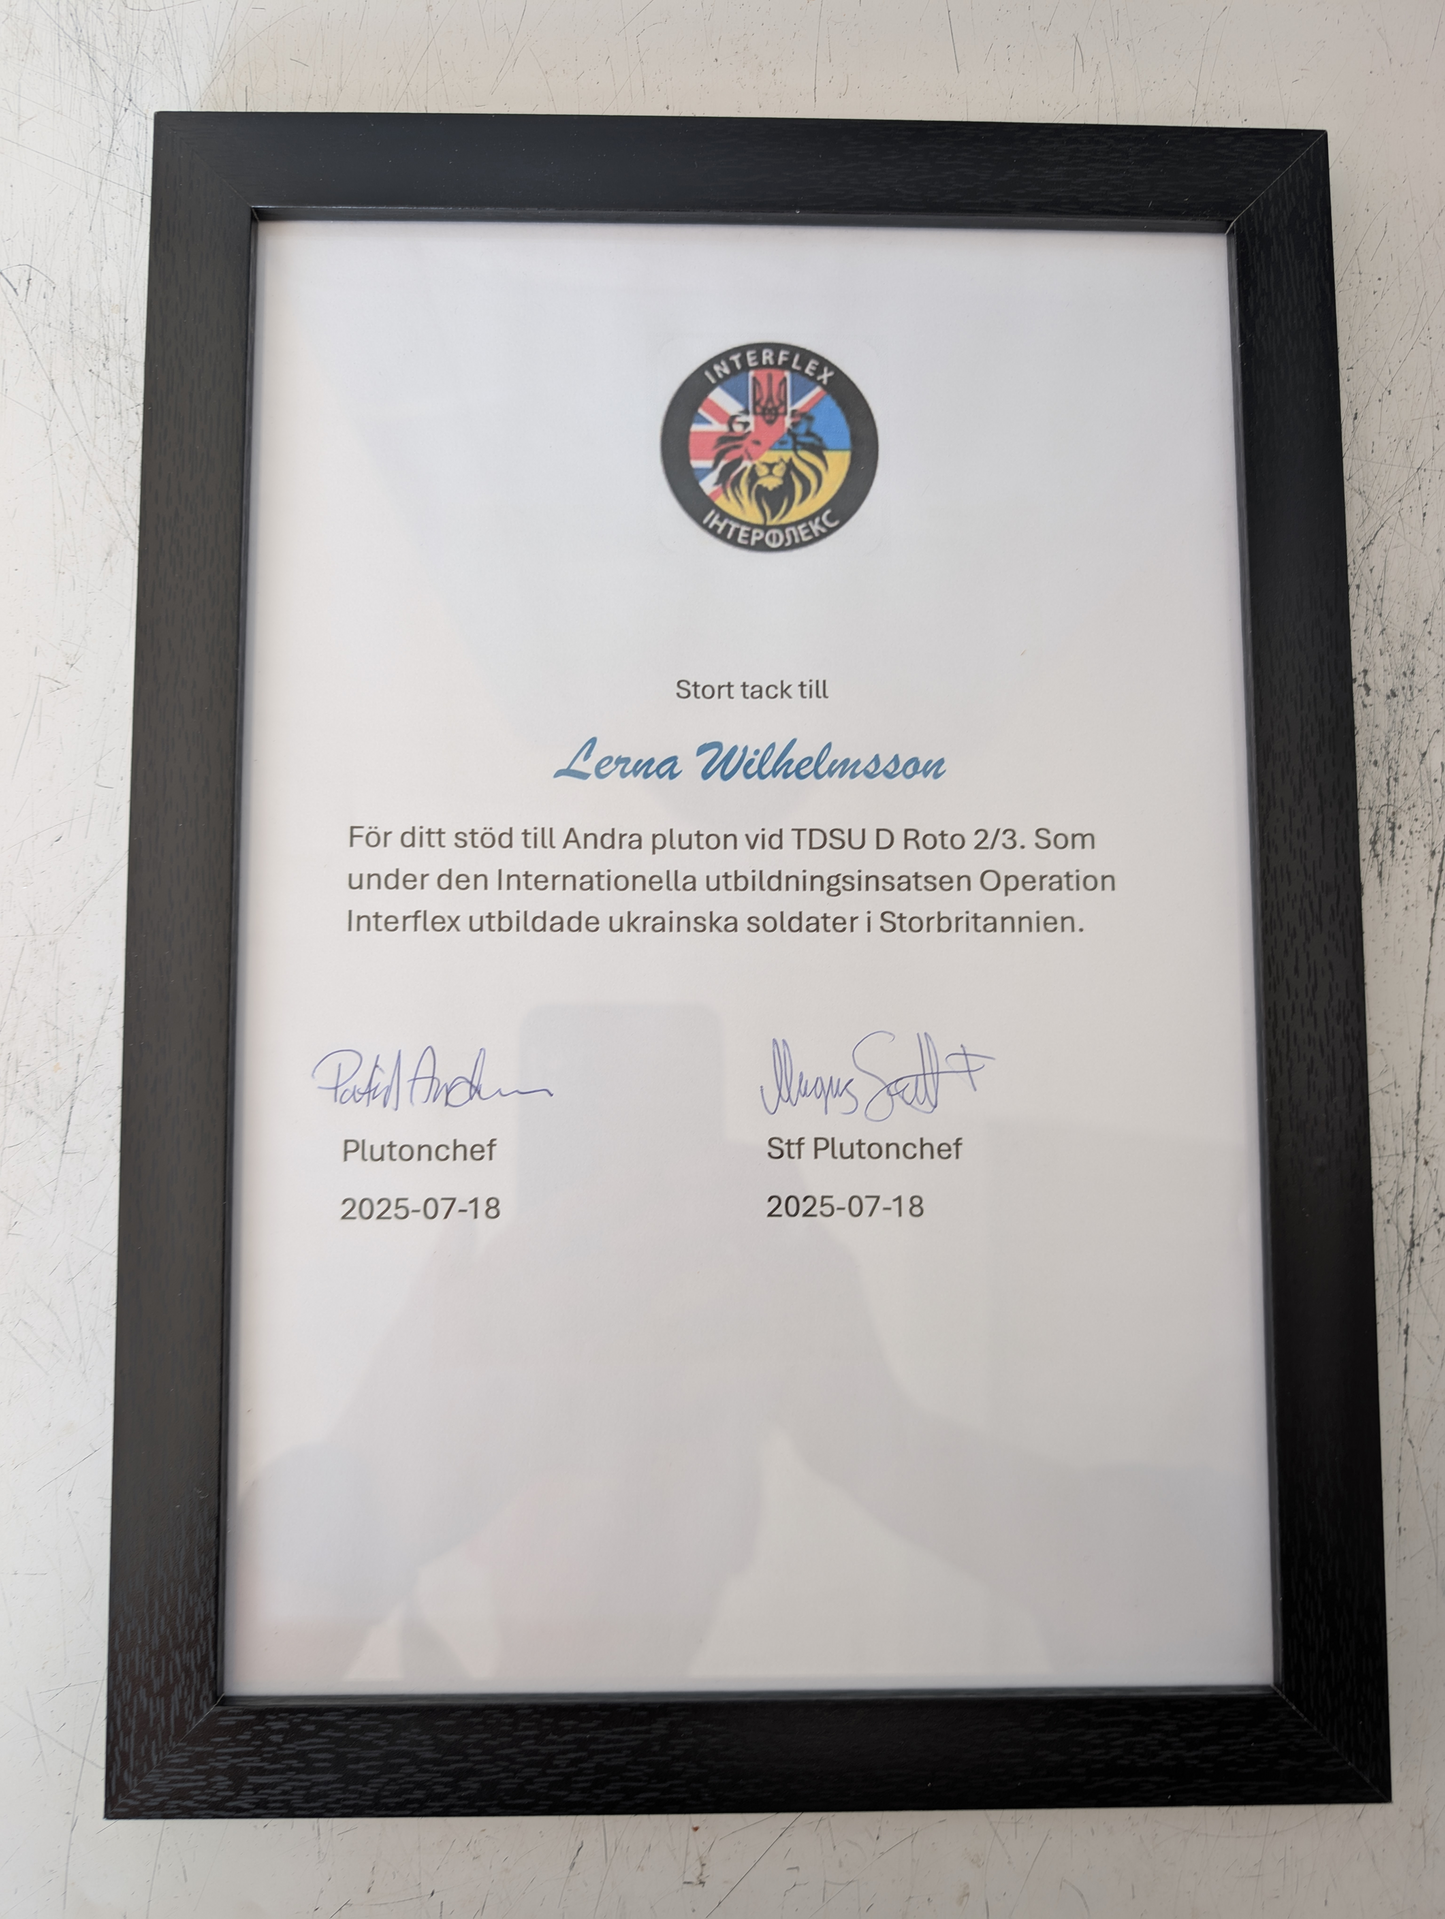 INTERFLEX
ІНТЕРФЛЕКС
Stort tack till
Lerna Wilhelmsson
För ditt stöd till Andra pluton vid TDSU D Roto 2/3. Som
under den Internationella utbildningsinsatsen Operation
Interflex utbildade ukrainska soldater i Storbritannien.
Plutonchef
Stf Plutonchef
2025-07-18
2025-07-18